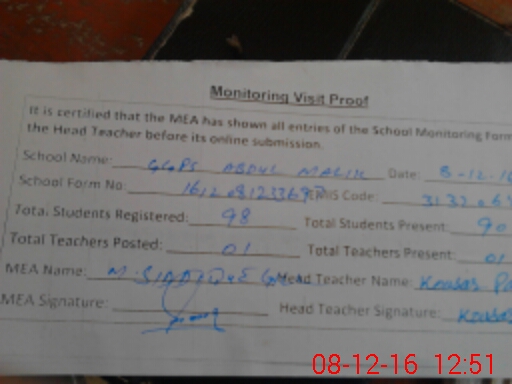 Monitoring Visit Proof
It is certified that the MEA has shown all entries of the School Monitoring Form
the Head Teacher before its online submission.
School Name: GGPS ABDUL MALIK Date: 8-12-16
School Form No: EMIS Code:
Total Students Registered: 98 Total Students Present: 90
Total Teachers Posted: 01 Total Teachers Present: 01
MEA Name: M. SIDDIQUE Head Teacher Name: Kousar
MEA Signature: Head Teacher Signature: Kousar
08-12-16 12:51